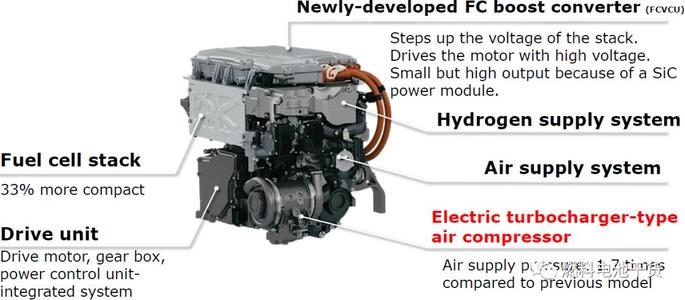 Newly-developed FC boost converter (FCVCU)
Steps up the voltage of the stack.
Drives the motor with high voltage.
Small but high output because of a SiC
power module.
Hydrogen supply system
Fuel cell stack
33% more compact
Air supply system
Drive unit
Drive motor, gear box,
power control unit-
integrated system
Electric turbocharger-type
air compressor
Air supply 1.7 times
compared to previous model
燃料电池干货